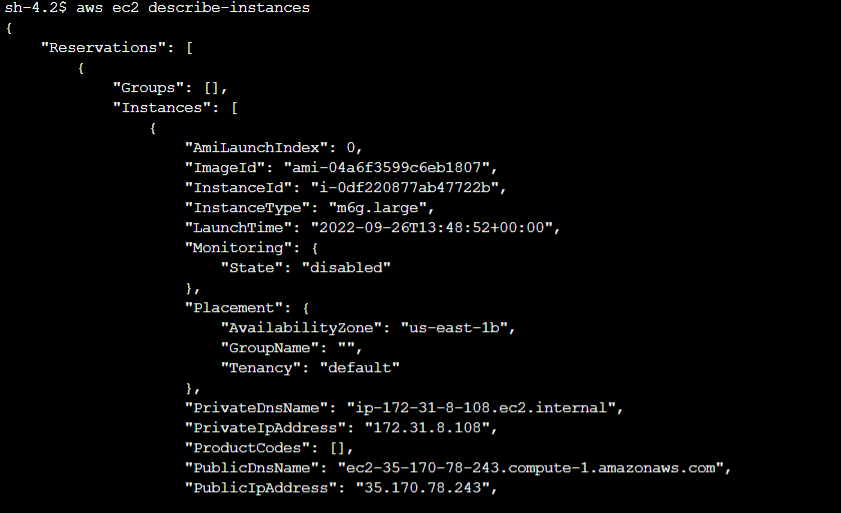 sh-4.2$ aws ec2 describe-instances
{
    "Reservations": [
        {
            "Groups": [],
            "Instances": [
                {
                    "AmiLaunchIndex": 0,
                    "ImageId": "ami-04a6f3599c6eb1807",
                    "InstanceId": "i-0df220877ab47722b",
                    "InstanceType": "m6g.large",
                    "LaunchTime": "2022-09-26T13:48:52+00:00",
                    "Monitoring": {
                        "State": "disabled"
                    },
                    "Placement": {
                        "AvailabilityZone": "us-east-1b",
                        "GroupName": "",
                        "Tenancy": "default"
                    },
                    "PrivateDnsName": "ip-172-31-8-108.ec2.internal",
                    "PrivateIpAddress": "172.31.8.108",
                    "ProductCodes": [],
                    "PublicDnsName": "ec2-35-170-78-243.compute-1.amazonaws.com",
                    "PublicIpAddress": "35.170.78.243",